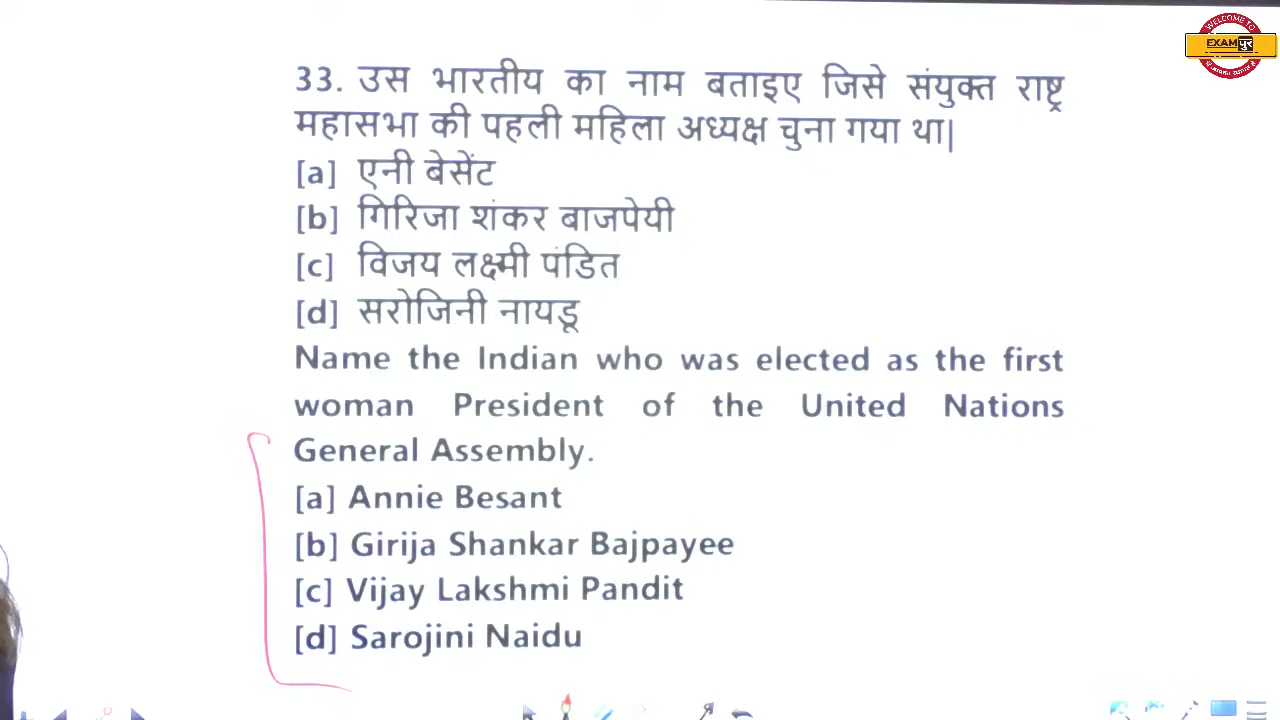 WELCOME TO
EXAM पुर
33. उस भारतीय का नाम बताइए जिसे संयुक्त राष्ट्र
महासभा की पहली महिला अध्यक्ष चुना गया था|
[a] एनी बेसेंट
[b] गिरिजा शंकर बाजपेयी
[c] विजय लक्ष्मी पंडित
[d] सरोजिनी नायडू
Name the Indian who was elected as the first
woman President of the United Nations
General Assembly.
[a] Annie Besant
[b] Girija Shankar Bajpayee
[c] Vijay Lakshmi Pandit
[d] Sarojini Naidu